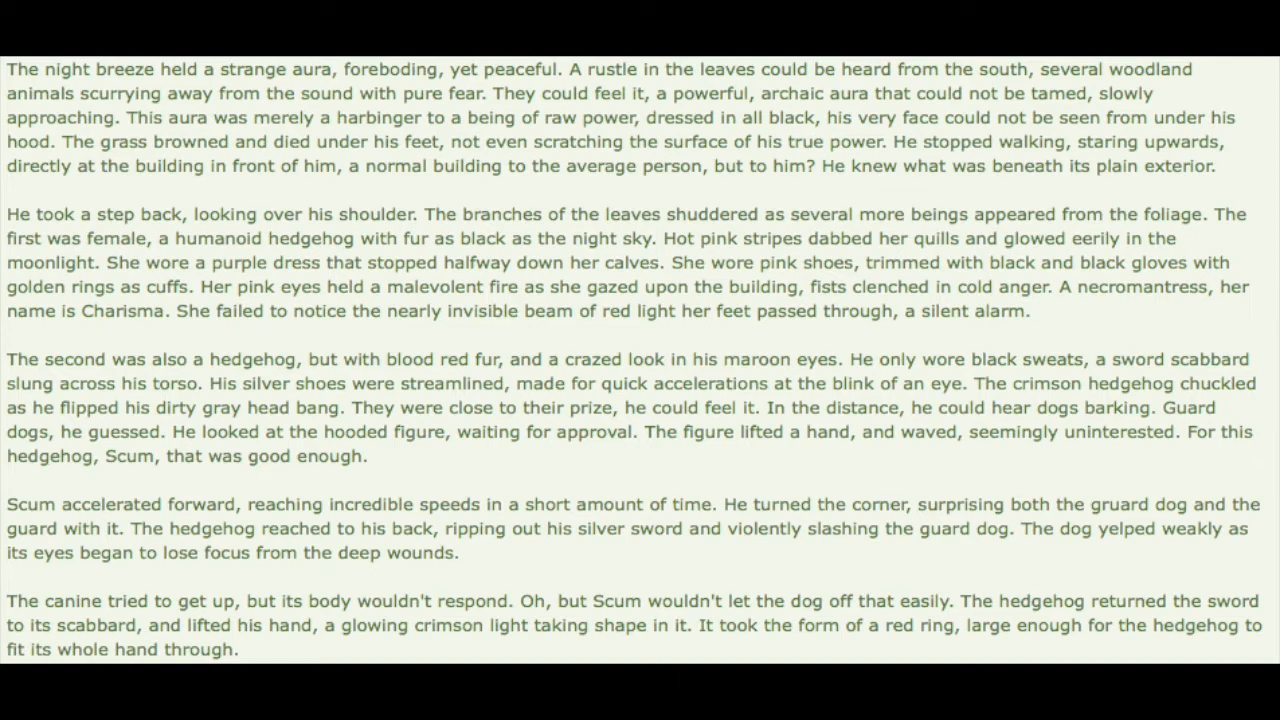 The night breeze held a strange aura, foreboding, yet peaceful. A rustle in the leaves could be heard from the south, several woodland
animals scurrying away from the sound with pure fear. They could feel it, a powerful, archaic aura that could not be tamed, slowly
approaching. This aura was merely a harbinger to a being of raw power, dressed in all black, his very face could not be seen from under his
hood. The grass browned and died under his feet, not even scratching the surface of his true power. He stopped walking, staring upwards,
directly at the building in front of him, a normal building to the average person, but to him? He knew what was beneath its plain exterior.
He took a step back, looking over his shoulder. The branches of the leaves shuddered as several more beings appeared from the foliage. The
first was female, a humanoid hedgehog with fur as black as the night sky. Hot pink stripes dabbed her quills and glowed eerily in the
moonlight. She wore a purple dress that stopped halfway down her calves. She wore pink shoes, trimmed with black and black gloves with
golden rings as cuffs. Her pink eyes held a malevolent fire as she gazed upon the building, fists clenched in cold anger. A necromantress, her
name is Charisma. She failed to notice the nearly invisible beam of red light her feet passed through, a silent alarm.
The second was also a hedgehog, but with blood red fur, and a crazed look in his maroon eyes. He only wore black sweats, a sword scabbard
slung across his torso. His silver shoes were streamlined, made for quick accelerations at the blink of an eye. The crimson hedgehog chuckled
as he flipped his dirty gray head bang. They were close to their prize, he could feel it. In the distance, he could hear dogs barking. Guard
dogs, he guessed. He looked at the hooded figure, waiting for approval. The figure lifted a hand, and waved, seemingly uninterested. For this
hedgehog, Scum, that was good enough.
Scum accelerated forward, reaching incredible speeds in a short amount of time. He turned the corner, surprising both the gruard dog and the
guard with it. The hedgehog reached to his back, ripping out his silver sword and violently slashing the guard dog. The dog yelped weakly as
its eyes began to lose focus from the deep wounds.
The canine tried to get up, but its body wouldn't respond. Oh, but Scum wouldn't let the dog off that easily. The hedgehog returned the sword
to its scabbard, and lifted his hand, a glowing crimson light taking shape in it. It took the form of a red ring, large enough for the hedgehog to
fit its whole hand through.